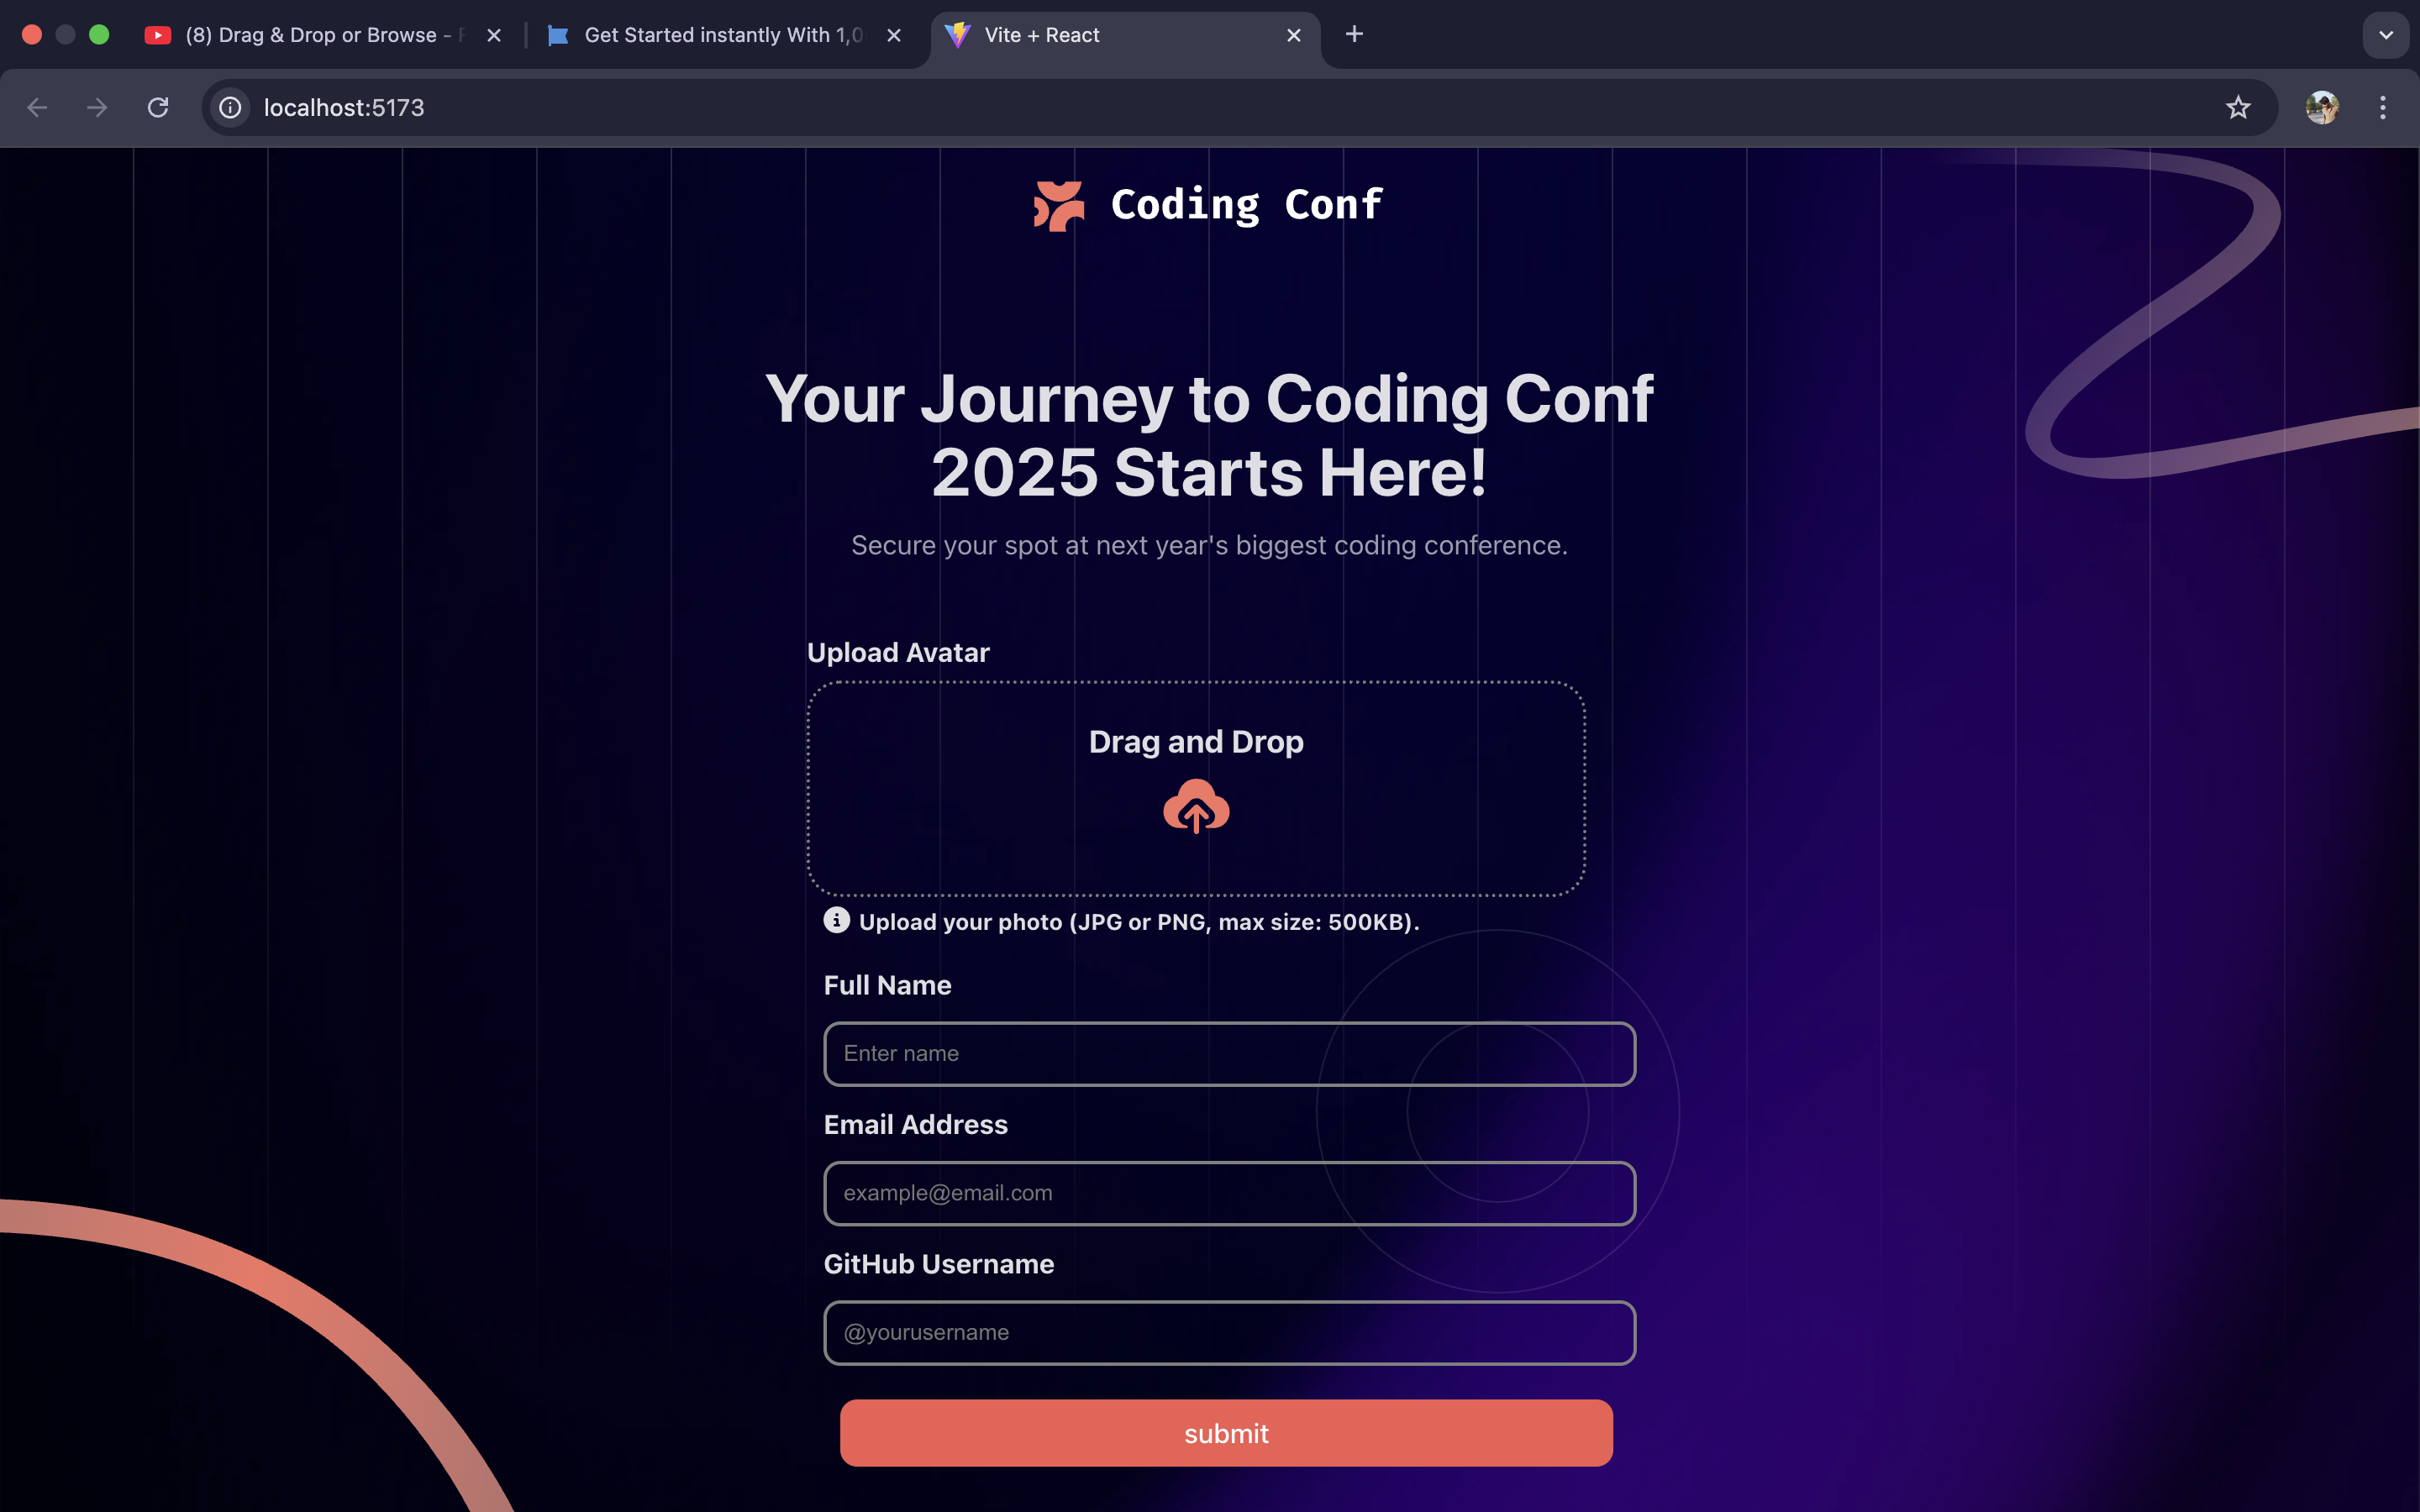 (8) Drag & Drop or Browse -
Get Started instantly With 1,0
Vite + React
localhost:5173
Coding Conf
Your Journey to Coding Conf
2025 Starts Here!
Secure your spot at next year's biggest coding conference.
Upload Avatar
Drag and Drop
Upload your photo (JPG or PNG, max size: 500KB).
Full Name
Enter name
Email Address
example@email.com
GitHub Username
@yourusername
submit